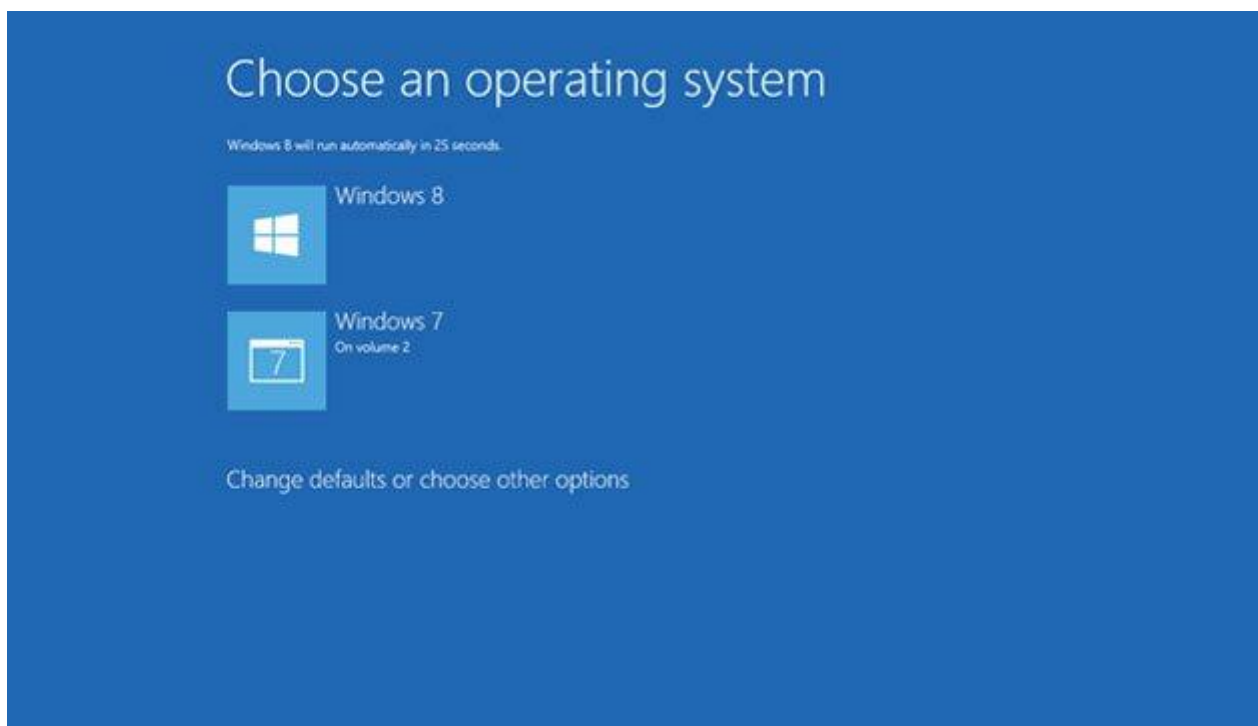 Choose an operating system
Windows 8 will run automatically in 25 seconds.
Windows 8
Windows 7
On volume 2
7
Change defaults or choose other options